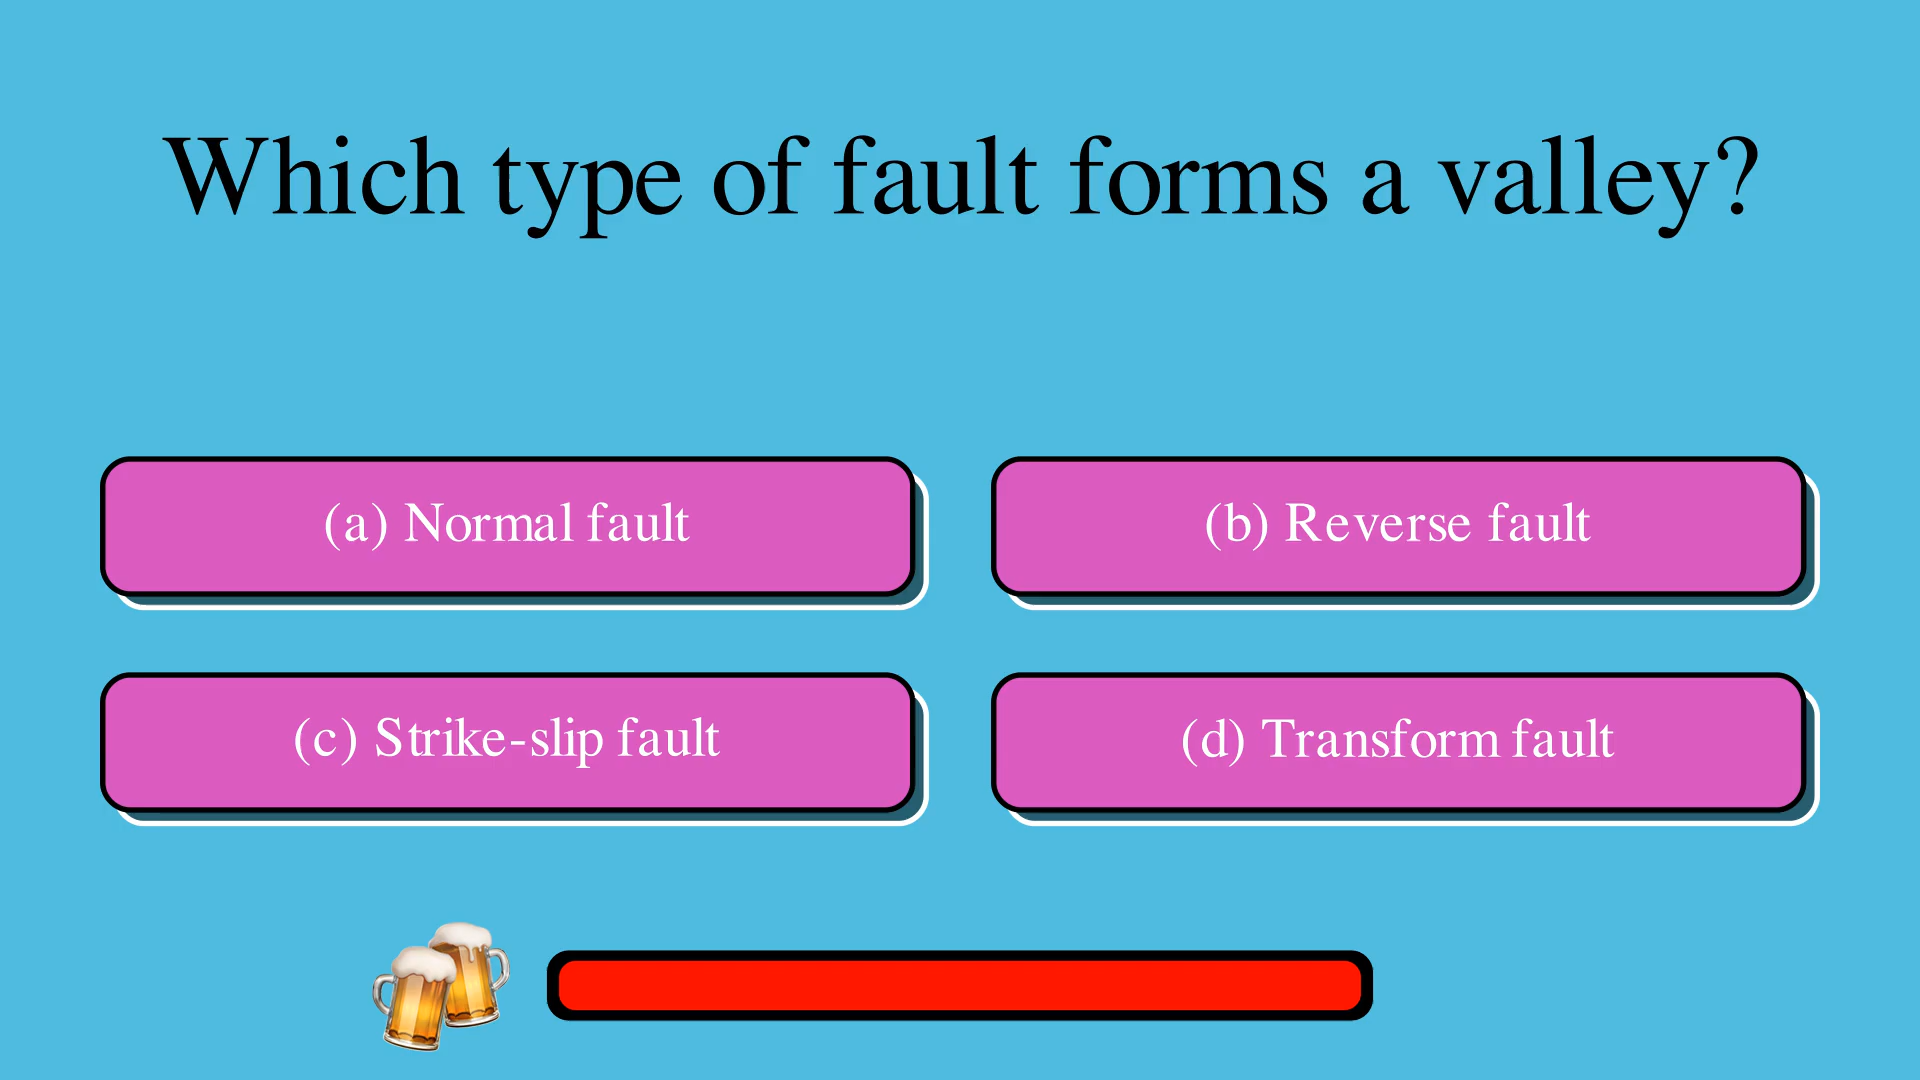 Which type of fault forms a valley?
(a) Normal fault
(b) Reverse fault
(c) Strike-slip fault
(d) Transform fault